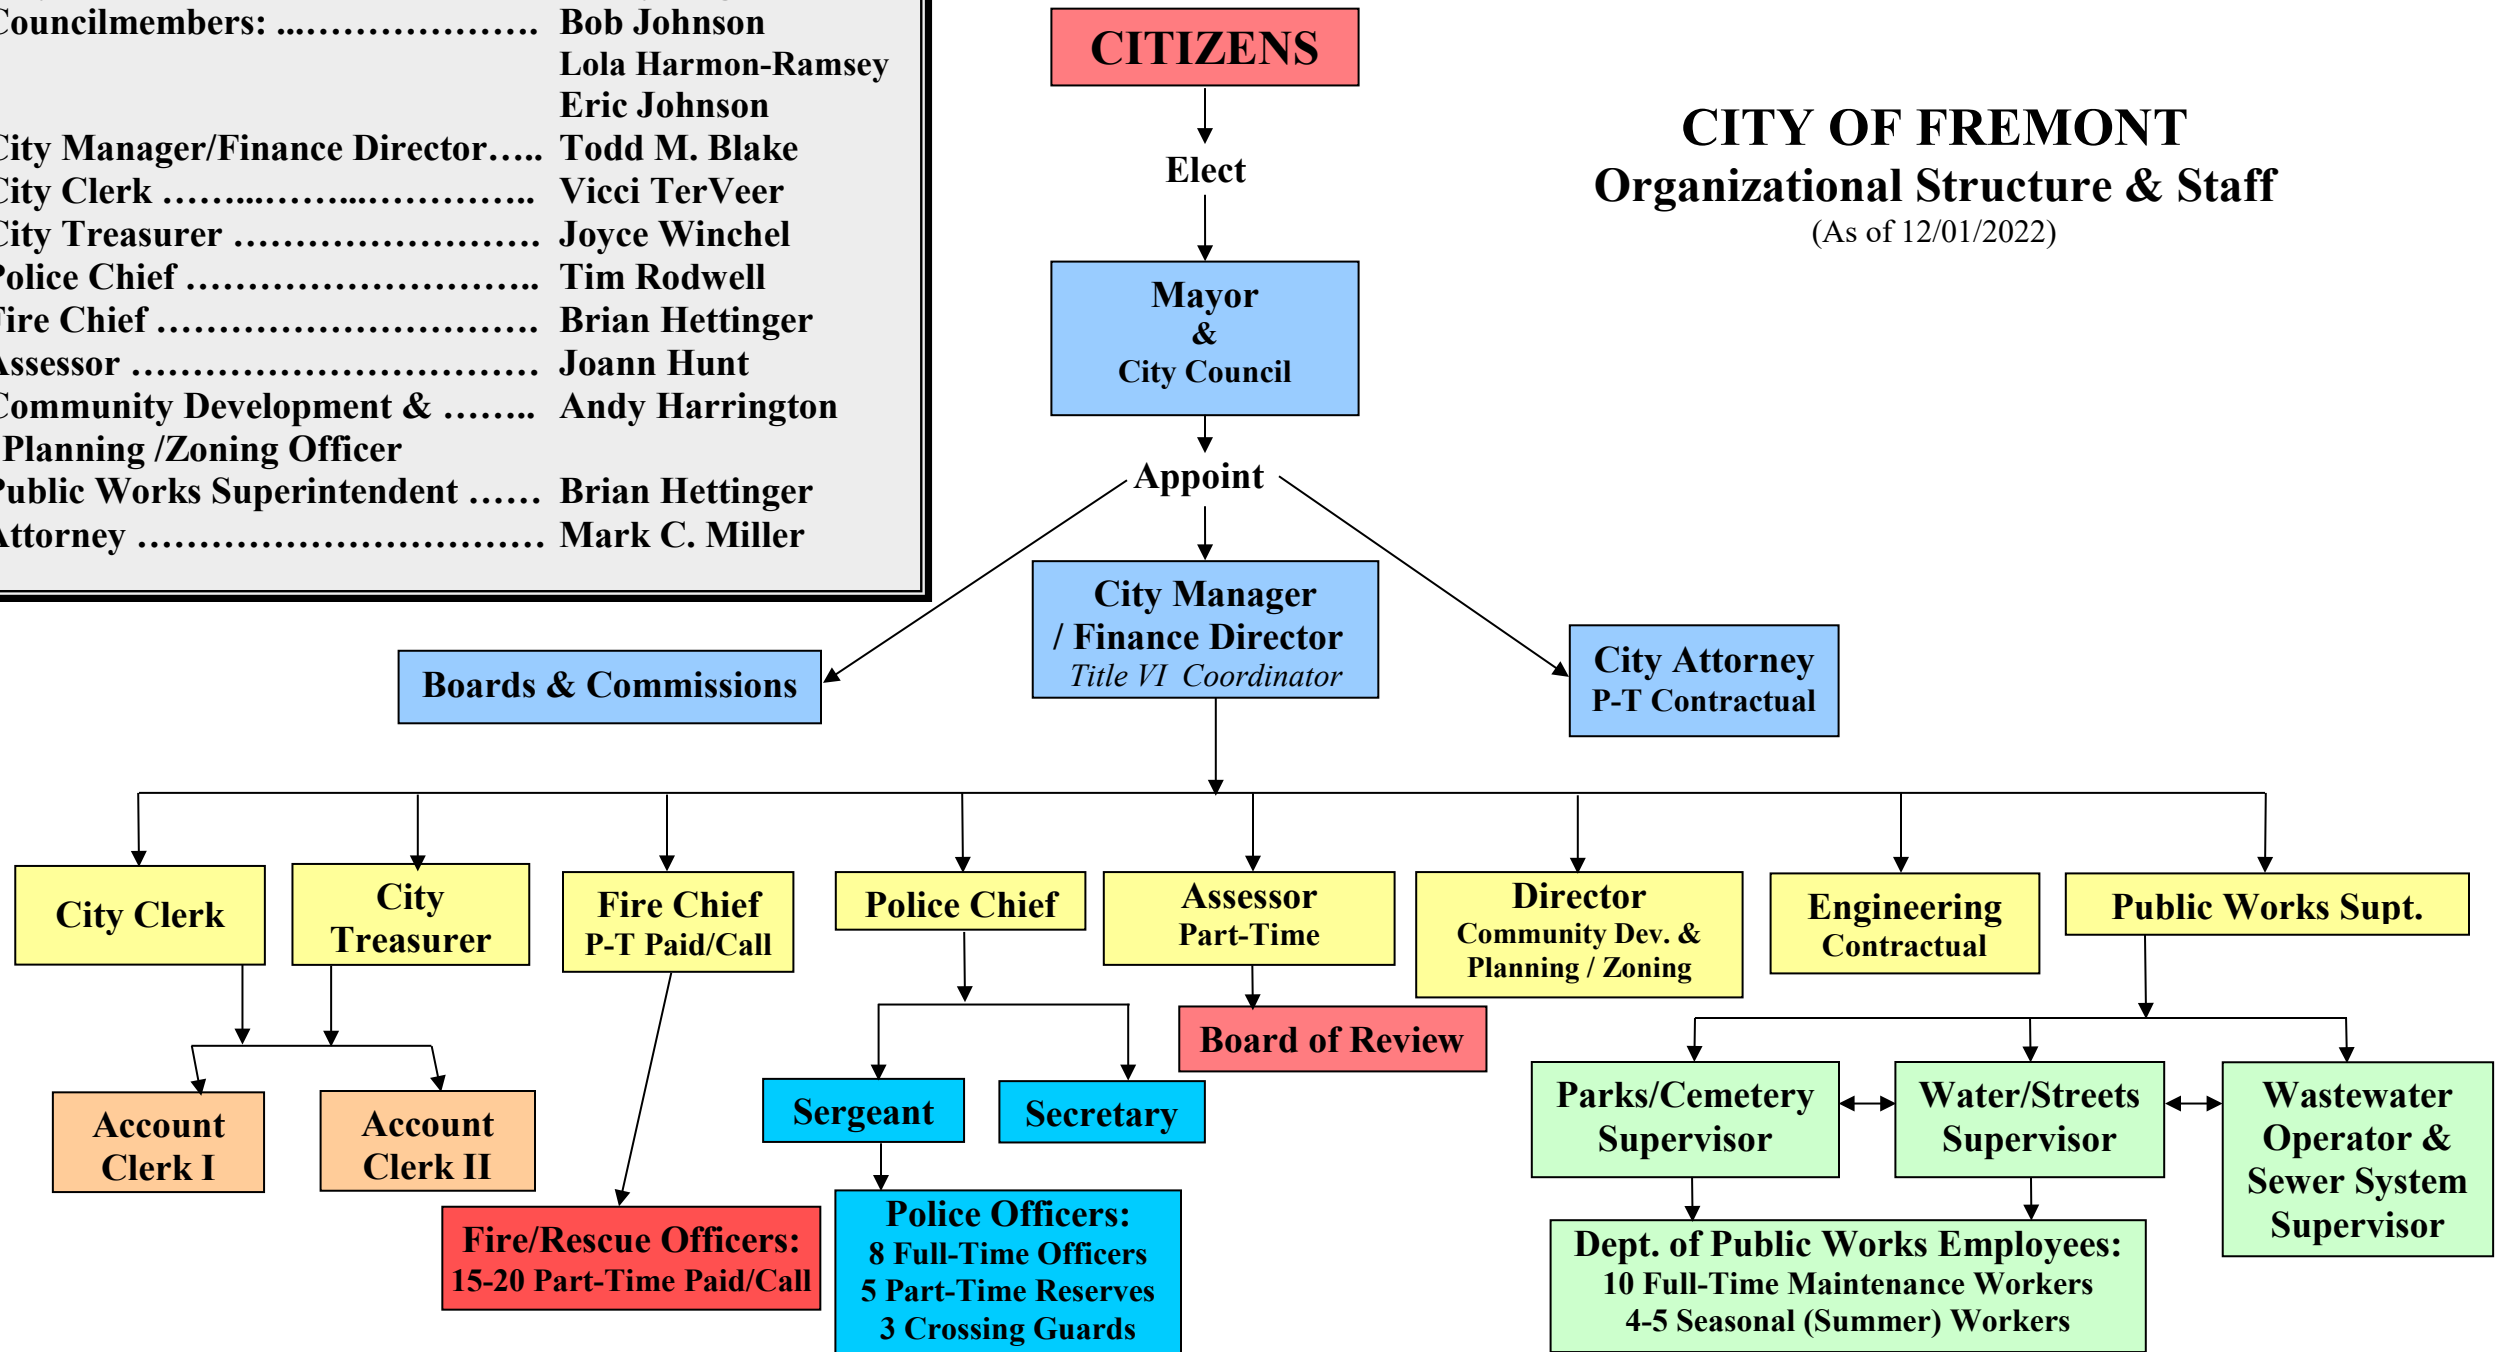 Councilmembers: ...………………. Bob Johnson
Lola Harmon-Ramsey
Eric Johnson
City Manager/Finance Director….. Todd M. Blake
City Clerk ……...……...………….. Vicci TerVeer
City Treasurer ……………………. Joyce Winchel
Police Chief ……………………….. Tim Rodwell
Fire Chief …………………………. Brian Hettinger
Assessor …………………………… Joann Hunt
Community Development & …….. Andy Harrington
Planning /Zoning Officer
Public Works Superintendent …… Brian Hettinger
Attorney …………………………… Mark C. Miller
CITY OF FREMONT
Organizational Structure & Staff
(As of 12/01/2022)
CITIZENS
Elect
Mayor
&
City Council
Appoint
Boards & Commissions
City Manager
/ Finance Director
Title VI Coordinator
City Attorney
P-T Contractual
City Clerk
City
Treasurer
Fire Chief
P-T Paid/Call
Police Chief
Assessor
Part-Time
Director
Community Dev. &
Planning / Zoning
Engineering
Contractual
Public Works Supt.
Account
Clerk I
Account
Clerk II
Fire/Rescue Officers:
15-20 Part-Time Paid/Call
Sergeant
Secretary
Police Officers:
8 Full-Time Officers
5 Part-Time Reserves
3 Crossing Guards
Board of Review
Parks/Cemetery
Supervisor
Water/Streets
Supervisor
Wastewater
Operator &
Sewer System
Supervisor
Dept. of Public Works Employees:
10 Full-Time Maintenance Workers
4-5 Seasonal (Summer) Workers